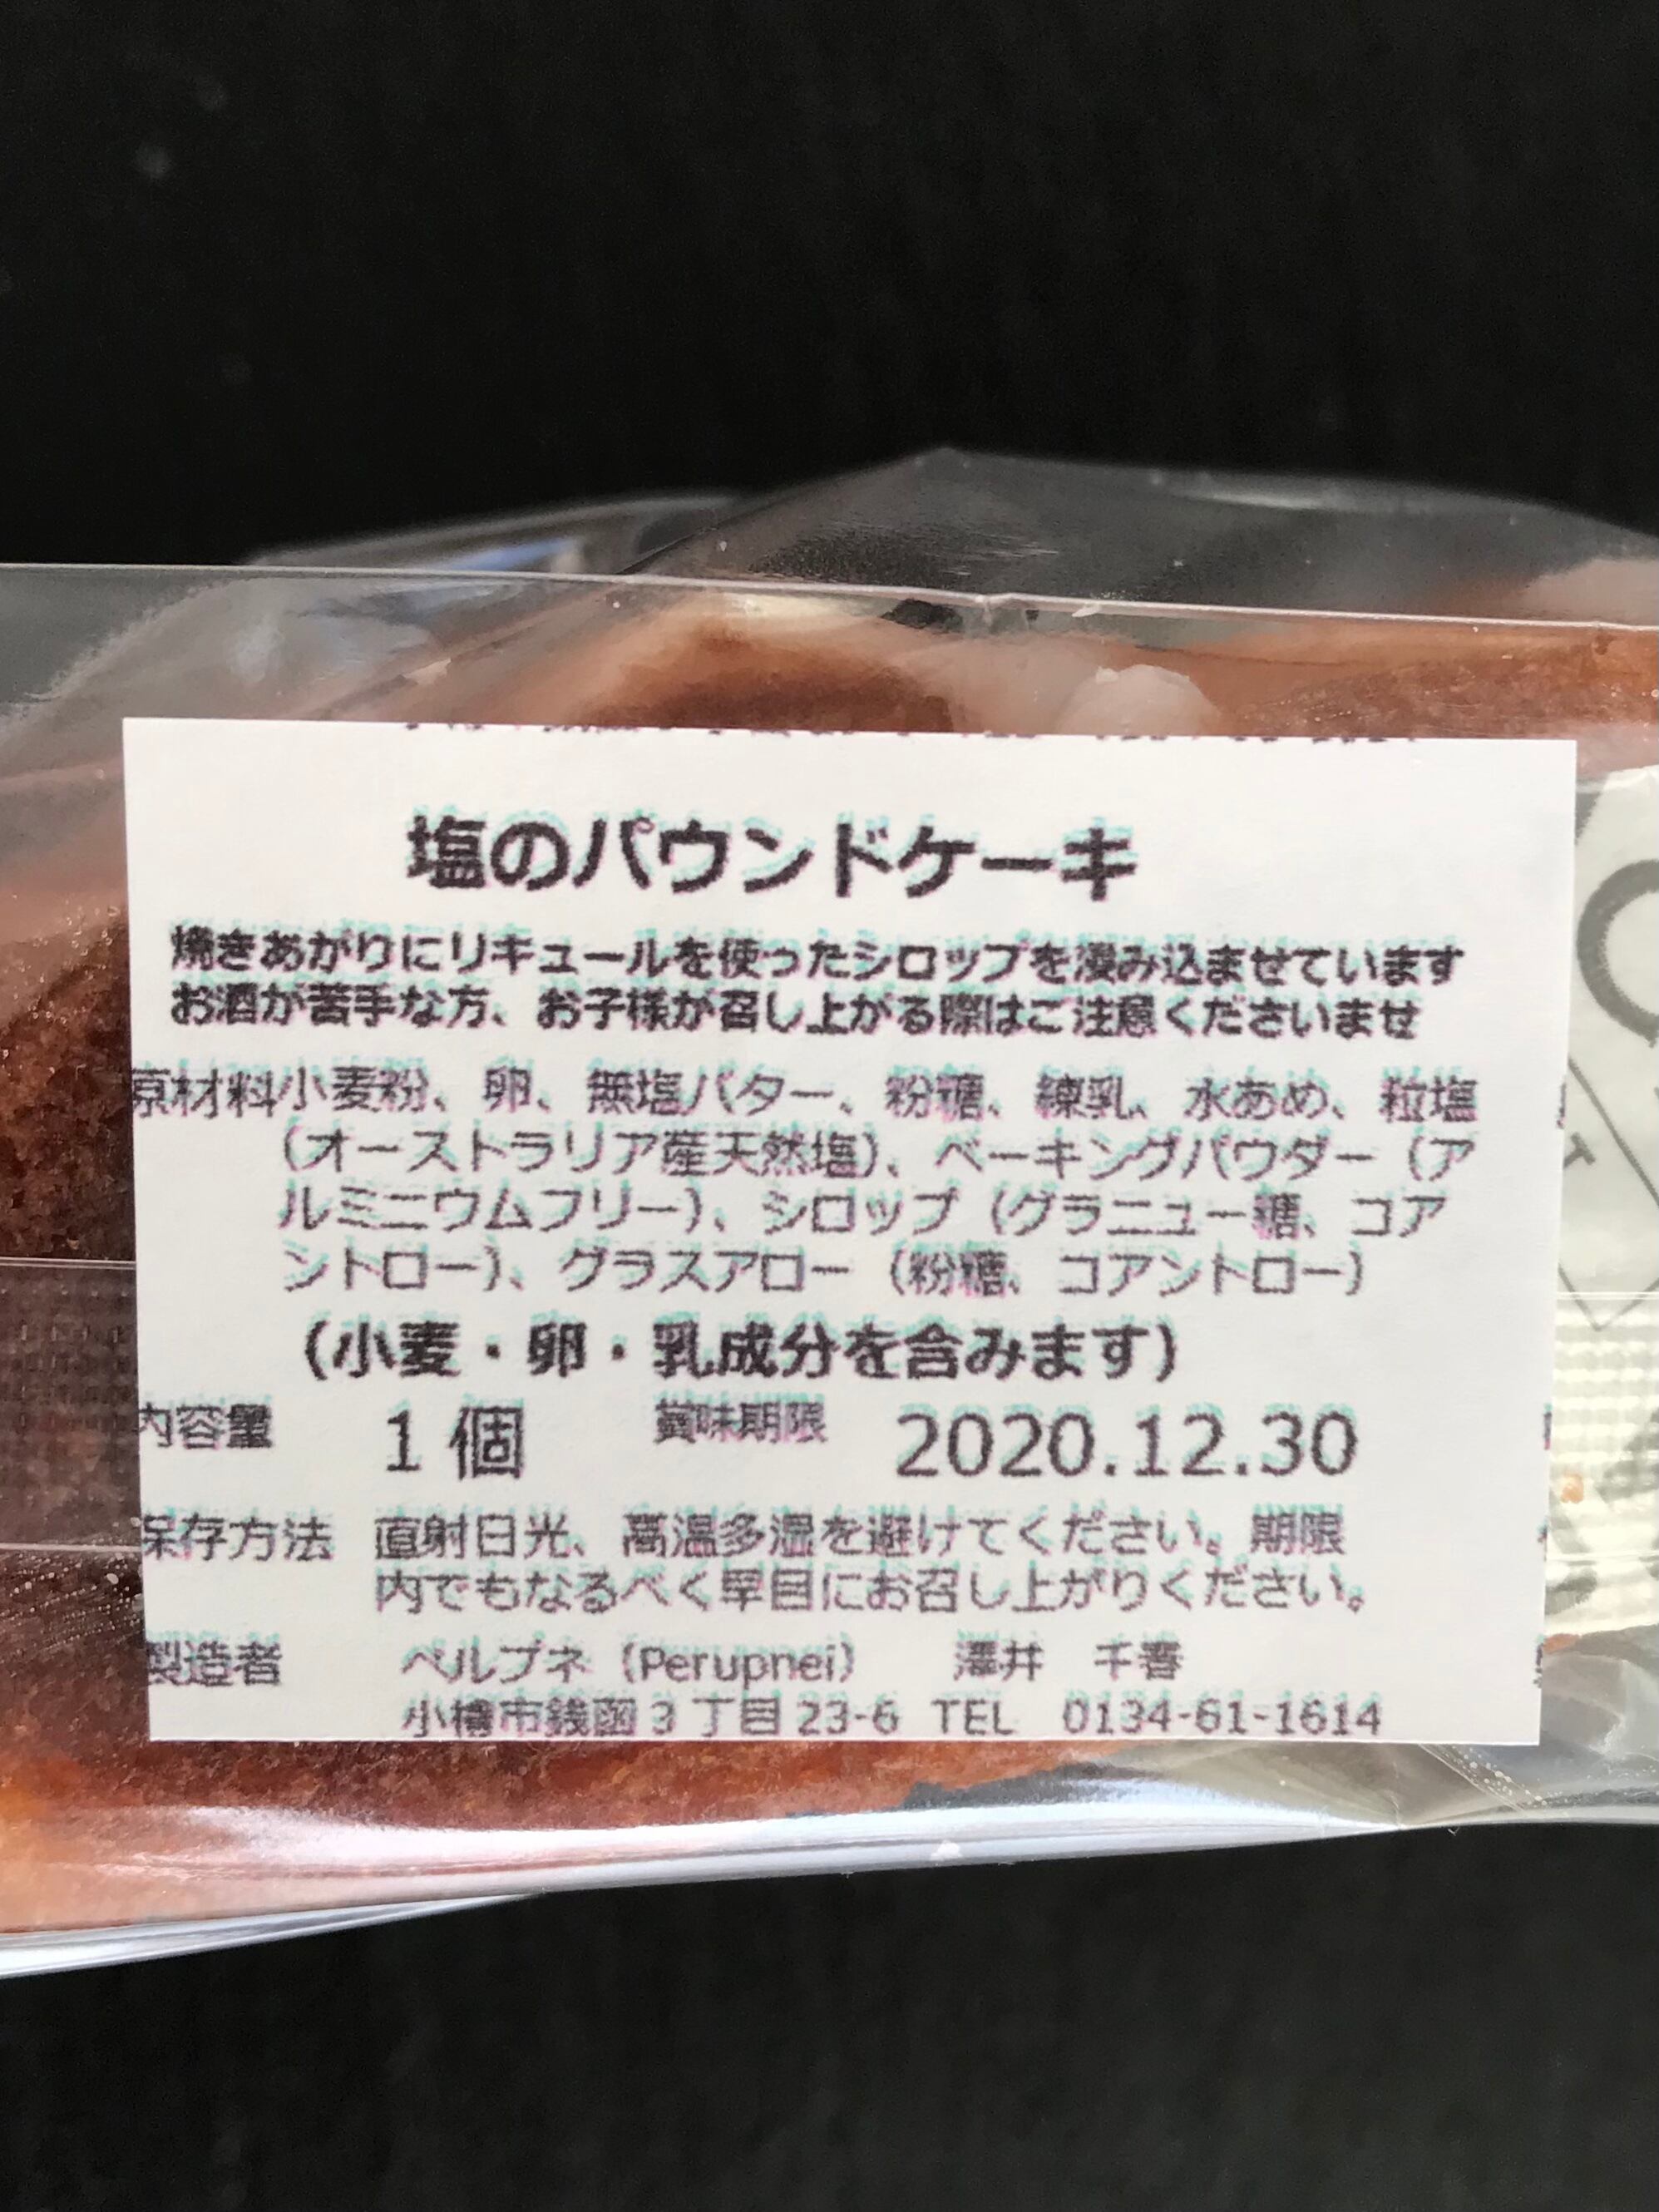 塩のパウンドケーキ
焼きあがりにリキュールを使ったシロップを浸み込ませています
お酒が苦手な方、お子様が召し上がる際はご注意くださいませ
原材料 小麦粉、卵、無塩バター、粉糖、練乳、水あめ、粒塩
（オーストラリア産天然塩）、ベーキングパウダー（ア
ルミニウムフリー）、シロップ（グラニュー糖、コア
ントロー）、グラスアロー（粉糖、コアントロー）
（小麦・卵・乳成分を含みます）
内容量 1個 賞味期限 2020.12.30
保存方法 直射日光、高温多湿を避けてください。期限
内でもなるべく早目にお召し上がりください。
製造者 ペルプネ（Perupnei） 澤井 千春
小樽市銭函3丁目23-6 TEL 0134-61-1614